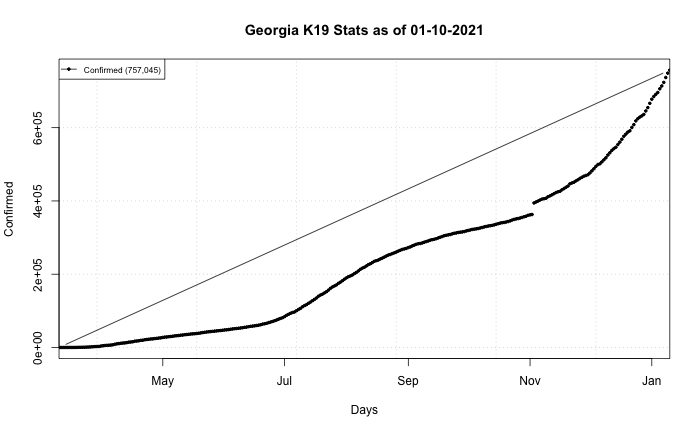 Georgia K19 Stats as of 01-10-2021
Confirmed (757,045)
Confirmed
6e+05
4e+05
2e+05
0e+00
May Jul Sep Nov Jan
Days